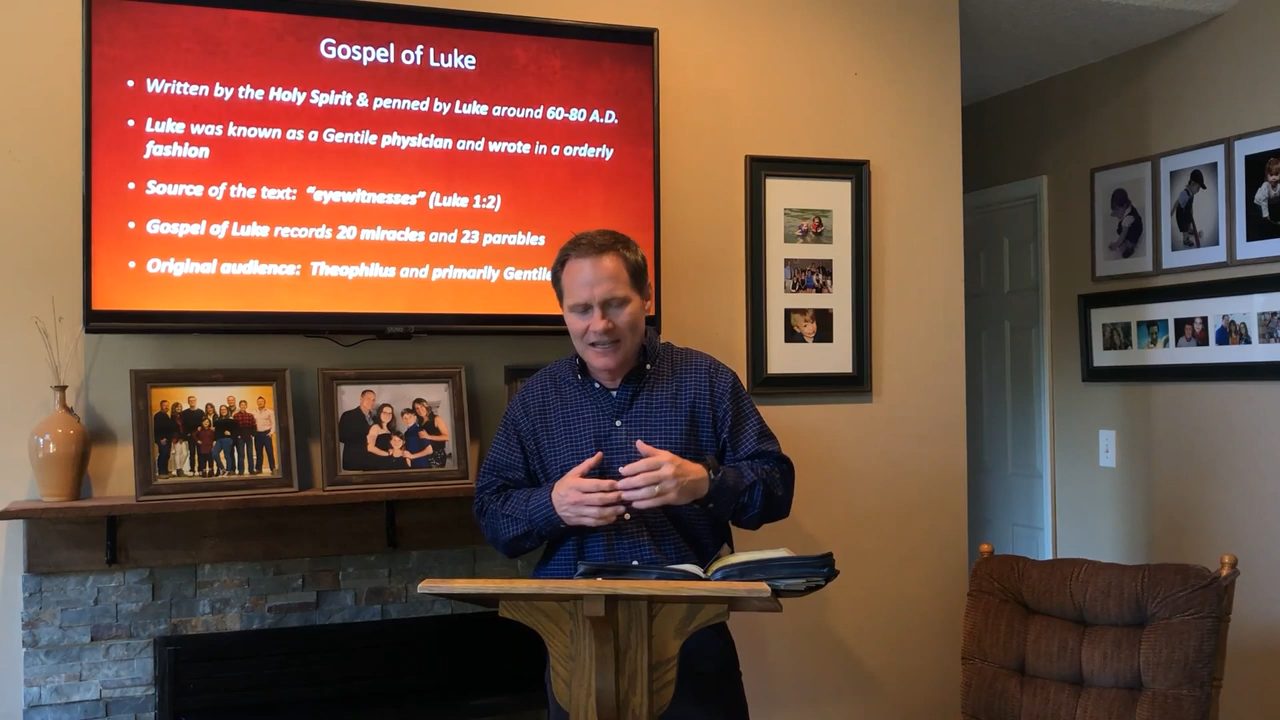 Gospel of Luke
• Written by the Holy Spirit & penned by Luke around 60-80 A.D.
• Luke was known as a Gentile physician and wrote in a orderly
fashion
• Source of the text: "eyewitnesses" (Luke 1:2)
• Gospel of Luke records 20 miracles and 23 parables
• Original audience: Theophilus and primarily Gentile